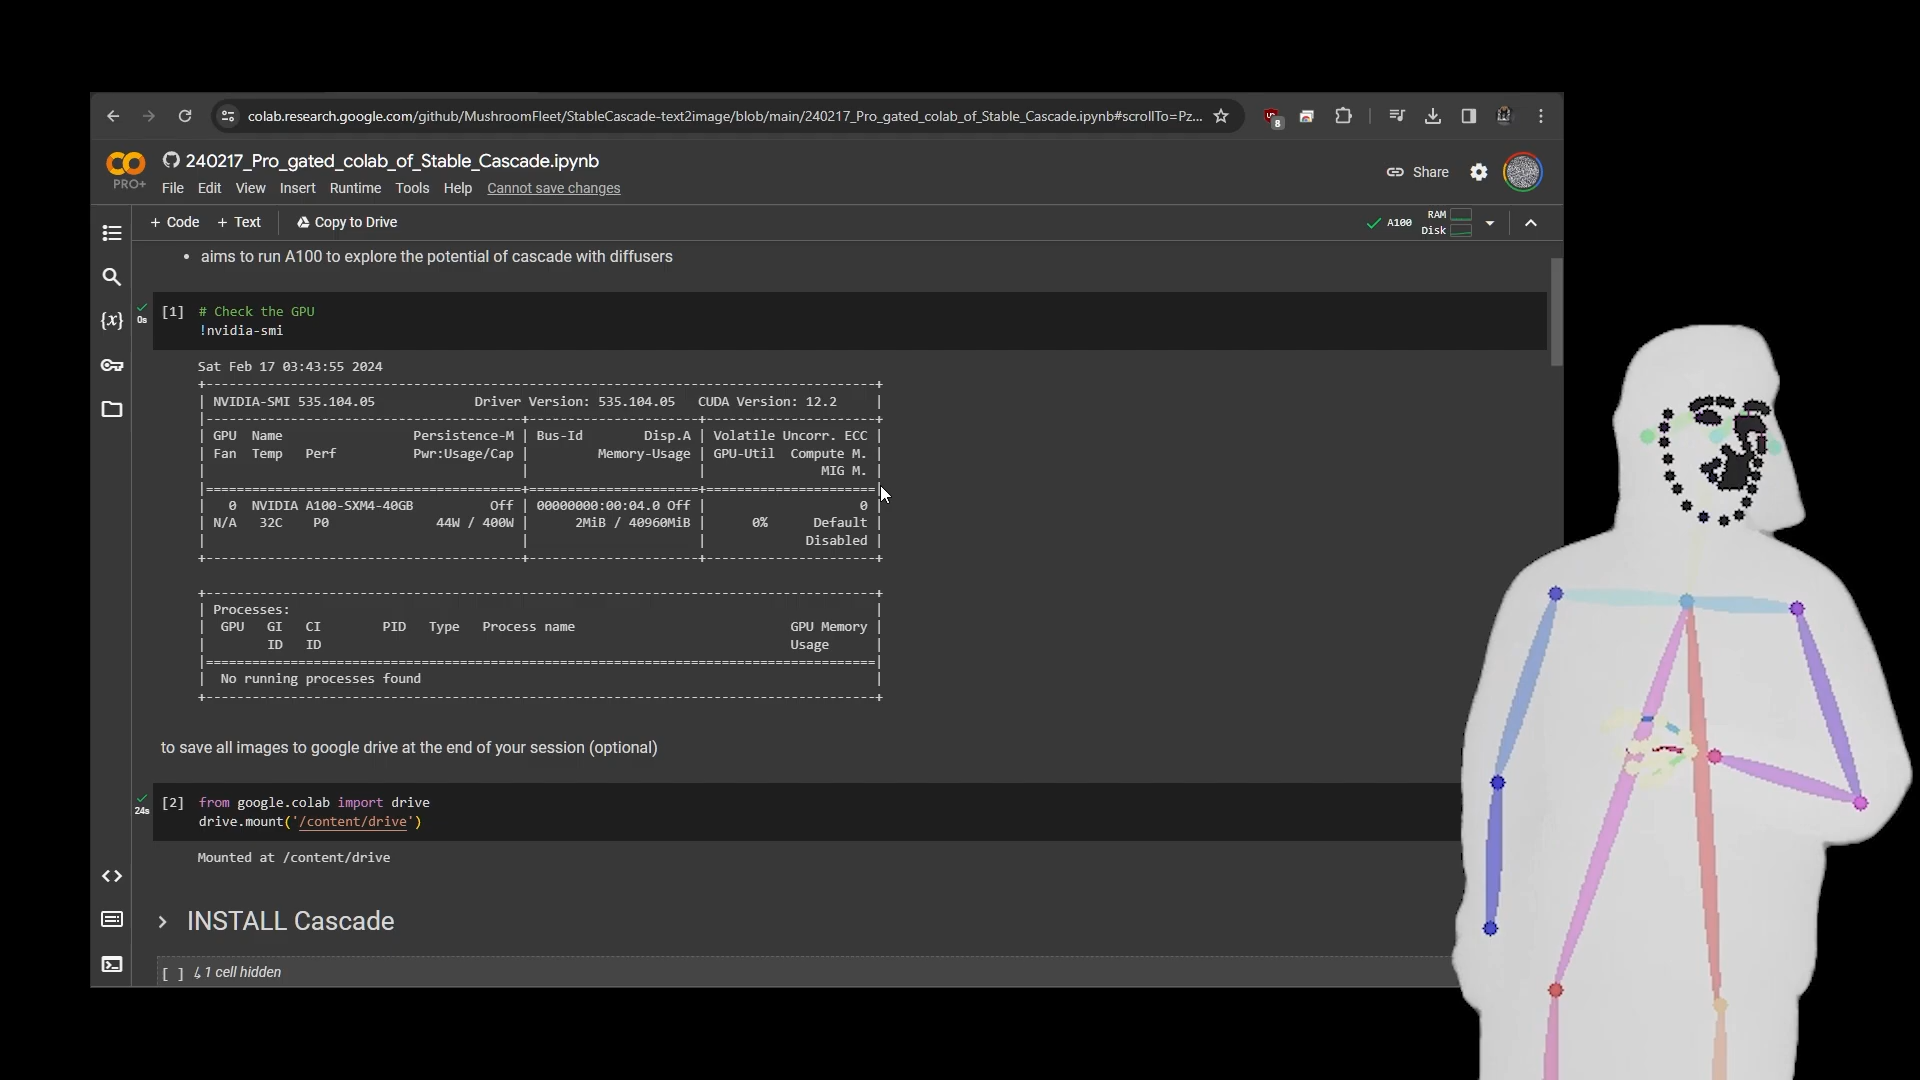 colab.research.google.com/github/MushroomFleet/StableCascade-text2image/blob/main/240217_Pro_gated_colab_of_Stable_Cascade.ipynb#scrollTo=Pz...
8
PRO+
240217_Pro_gated_colab_of_Stable_Cascade.ipynb
File Edit View Insert Runtime Tools Help Cannot save changes
Share
+ Code + Text Copy to Drive
A100 RAM
Disk
• aims to run A100 to explore the potential of cascade with diffusers
[1] # Check the GPU
0s
!nvidia-smi
Sat Feb 17 03:43:55 2024
+---------------------------------------------------------------------------------------+
| NVIDIA-SMI 535.104.05             Driver Version: 535.104.05   CUDA Version: 12.2     |
|-----------------------------------------+----------------------+----------------------+
| GPU  Name                 Persistence-M | Bus-Id        Disp.A | Volatile Uncorr. ECC |
| Fan  Temp   Perf          Pwr:Usage/Cap |         Memory-Usage | GPU-Util  Compute M. |
|                                         |                      |               MIG M. |
|=========================================+======================+======================|
|   0  NVIDIA A100-SXM4-40GB          Off | 00000000:00:04.0 Off |                    0 |
| N/A   32C    P0              44W / 400W |      2MiB / 40960MiB |      0%      Default |
|                                         |                      |             Disabled |
+-----------------------------------------+----------------------+----------------------+
+---------------------------------------------------------------------------------------+
| Processes:                                                                            |
|  GPU   GI   CI        PID   Type   Process name                            GPU Memory |
|        ID   ID                                                             Usage      |
|=======================================================================================|
|  No running processes found                                                           |
+---------------------------------------------------------------------------------------+
to save all images to google drive at the end of your session (optional)
[2] from google.colab import drive
24s
drive.mount('/content/drive')
Mounted at /content/drive
INSTALL Cascade
[ ] ↳ 1 cell hidden